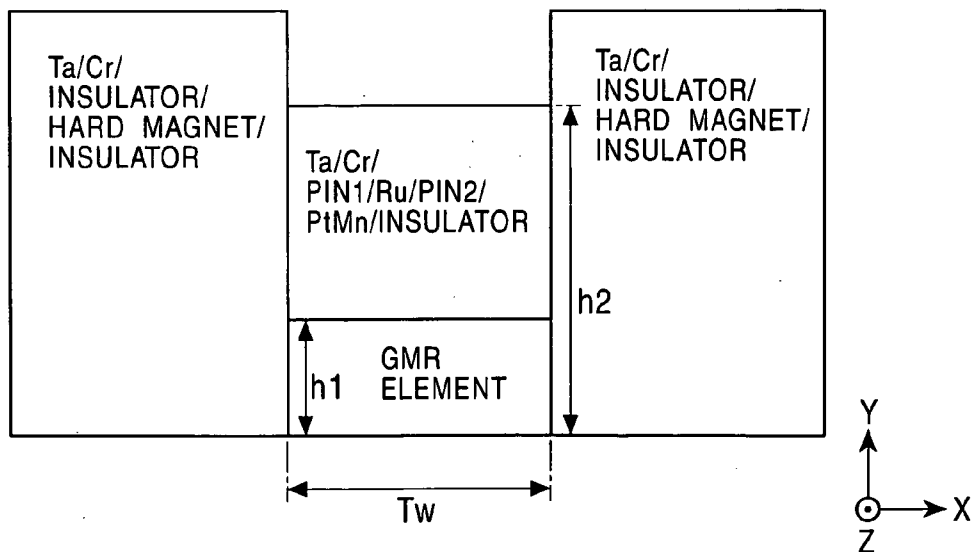 Ta/Cr/
INSULATOR/
HARD MAGNET/
INSULATOR
Ta/Cr/
PIN1/Ru/PIN2/
PtMn/INSULATOR
Ta/Cr/
INSULATOR/
HARD MAGNET/
INSULATOR
h2
h1
GMR
ELEMENT
Tw
Y
X
Z